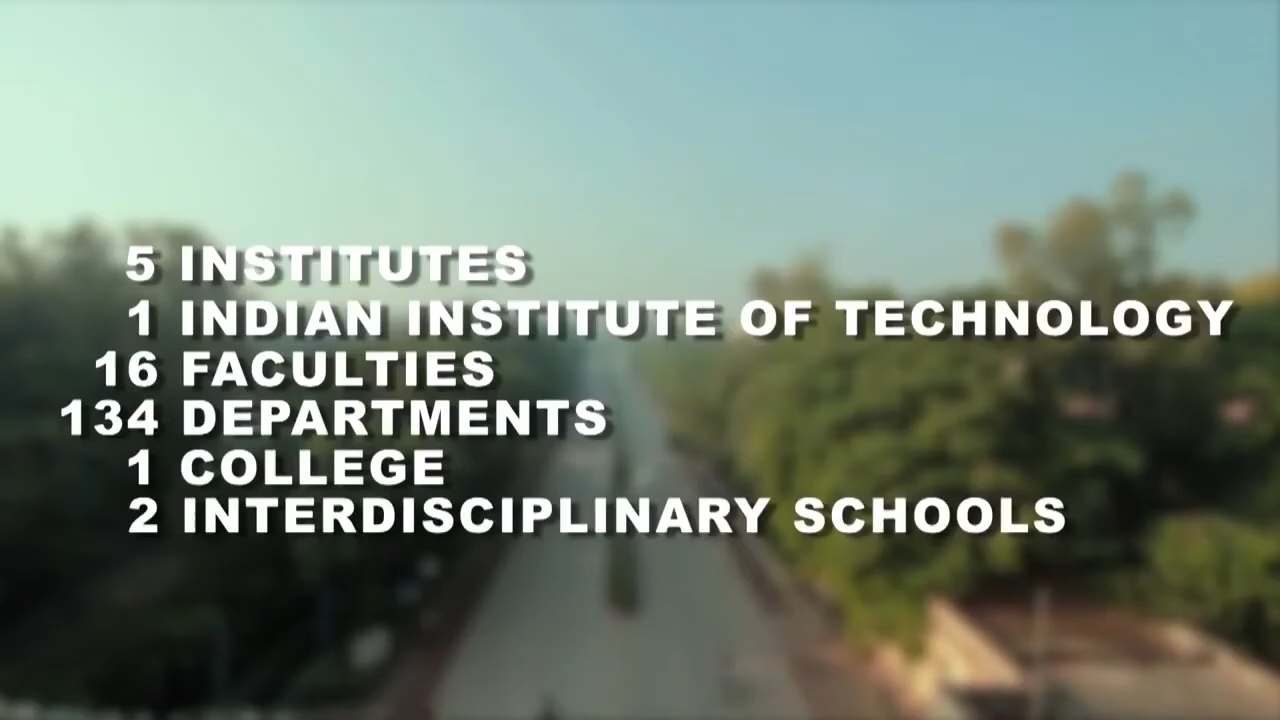 5 INSTITUTES
1 INDIAN INSTITUTE OF TECHNOLOGY
16 FACULTIES
134 DEPARTMENTS
1 COLLEGE
2 INTERDISCIPLINARY SCHOOLS